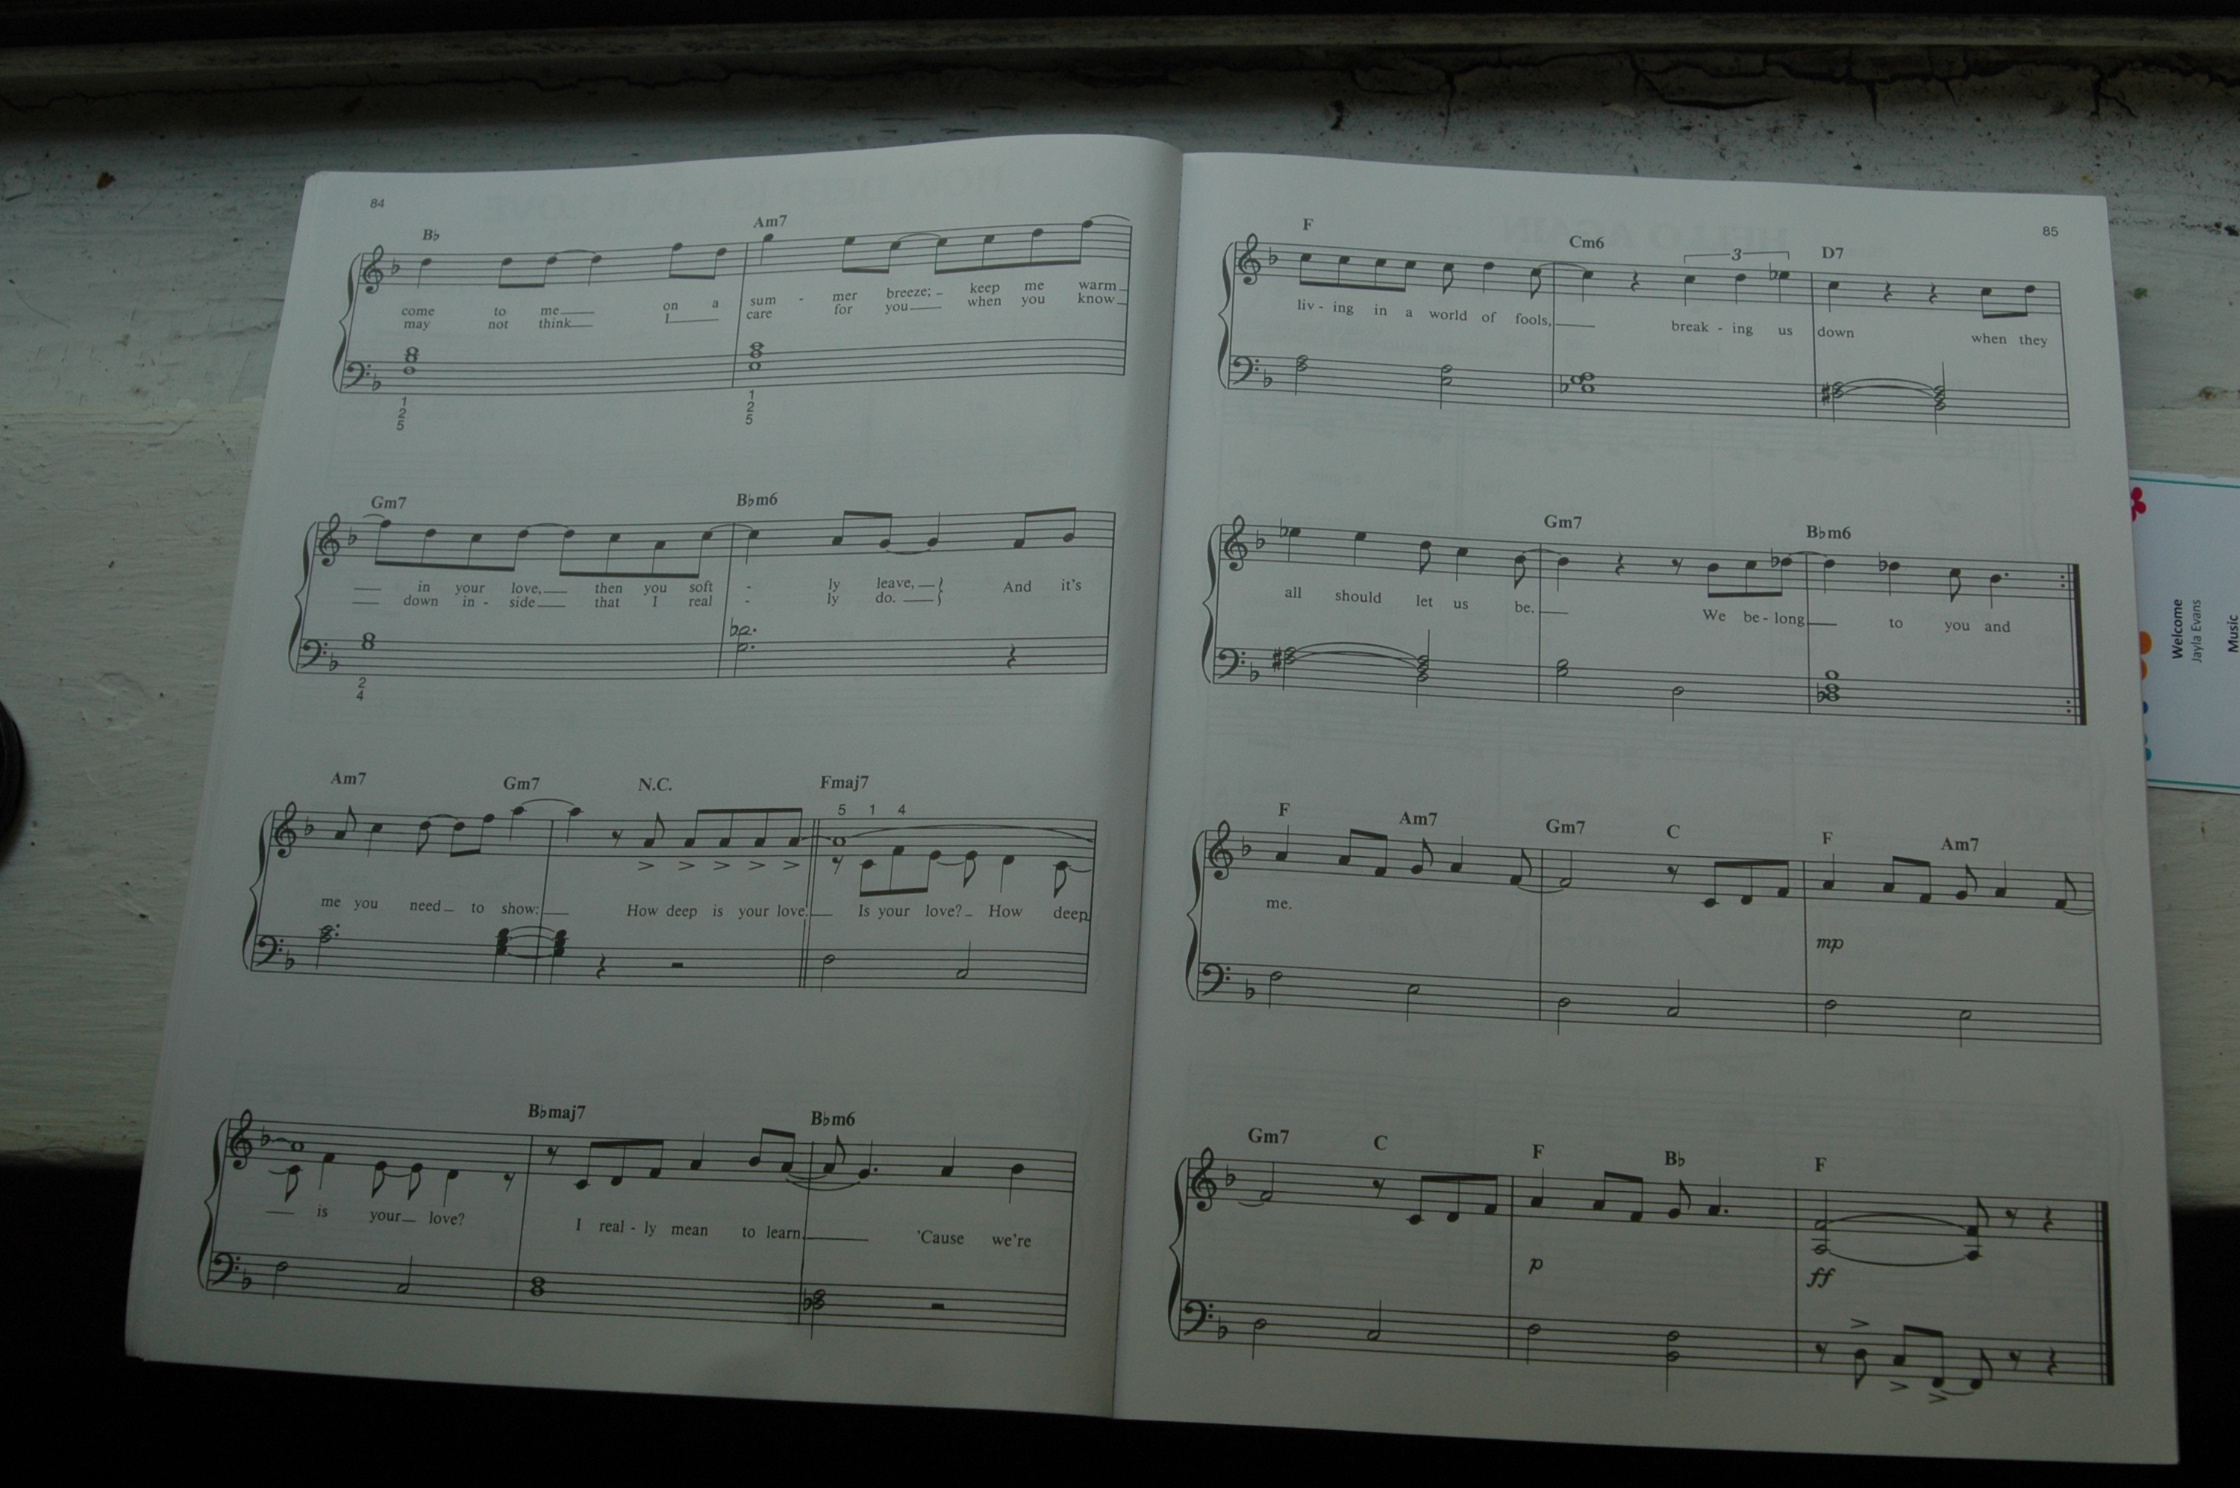 84
B♭ Am7
come to me on a sum - mer breeze; keep me warm
may not think I care for you when you know
1 1
2 2
5 5
Gm7 B♭m6
in your love, then you soft - ly leave, } And it's
down in - side that I real - ly do. }
2
4
Am7 Gm7 N.C. Fmaj7
5 1 4
me you need to show: How deep is your love. Is your love? How deep
B♭maj7 B♭m6
is your love? I real - ly mean to learn. 'Cause we're
85
F Cm6 3 D7
liv - ing in a world of fools, break - ing us down when they
Gm7 B♭m6
all should let us be. We be - long to you and
F Am7 Gm7 C F Am7
me.
mp
Gm7 C F B♭ F
p ff
Welcome
Jayla Evans
Music